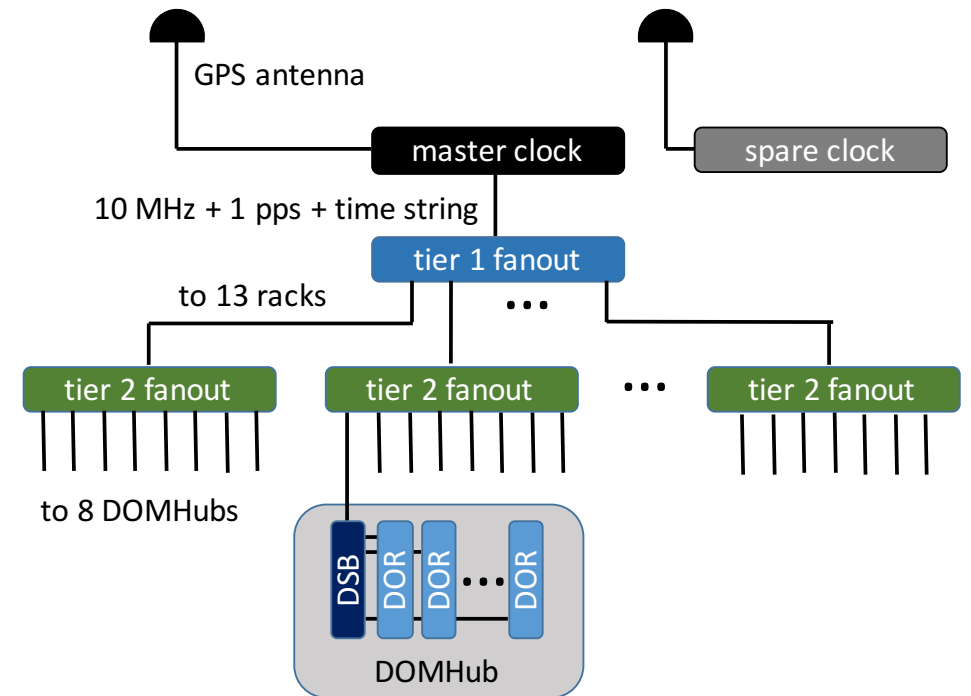 GPS antenna
master clock
spare clock
10 MHz + 1 pps + time string
tier 1 fanout
to 13 racks
...
tier 2 fanout
tier 2 fanout
...
tier 2 fanout
to 8 DOMHubs
DSB
DOR
DOR
...
DOR
DOMHub